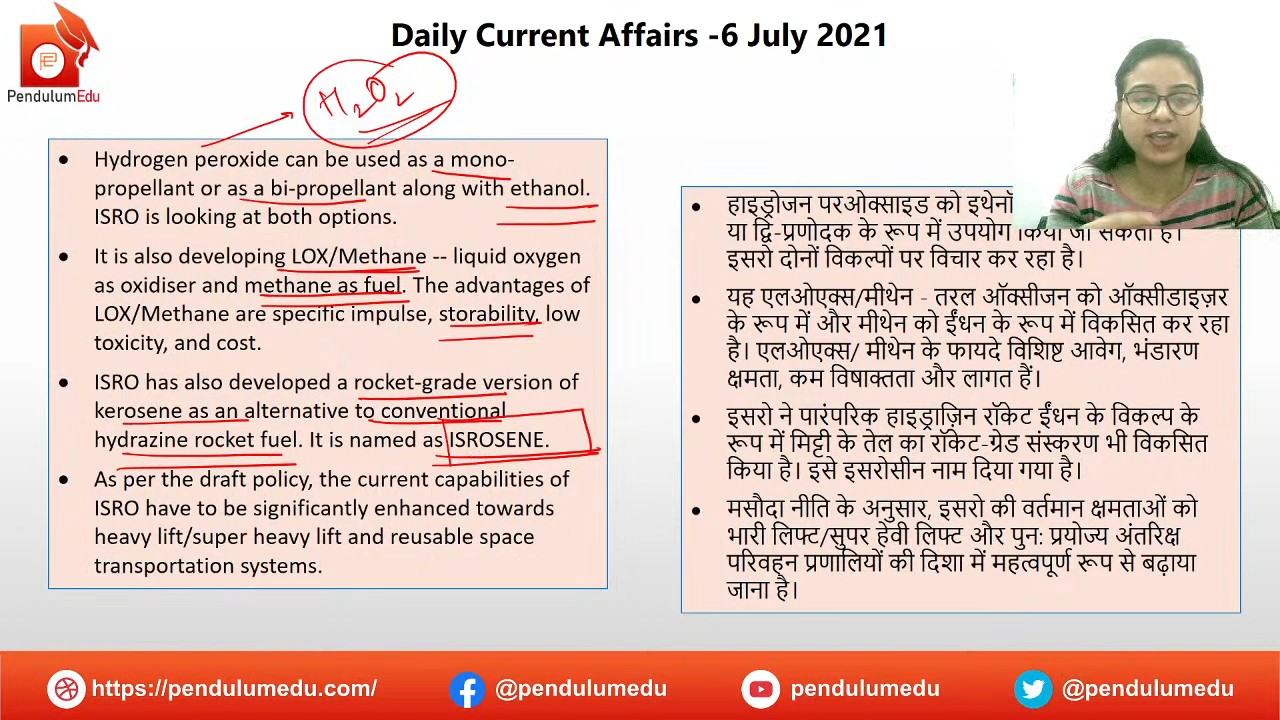 Daily Current Affairs -6 July 2021
PendulumEdu
H2O2
• Hydrogen peroxide can be used as a mono-
propellant or as a bi-propellant along with ethanol.
ISRO is looking at both options.
• It is also developing LOX/Methane -- liquid oxygen
as oxidiser and methane as fuel. The advantages of
LOX/Methane are specific impulse, storability, low
toxicity, and cost.
• ISRO has also developed a rocket-grade version of
kerosene as an alternative to conventional
hydrazine rocket fuel. It is named as ISROSENE.
• As per the draft policy, the current capabilities of
ISRO have to be significantly enhanced towards
heavy lift/super heavy lift and reusable space
transportation systems.
• हाइड्रोजन परऑक्साइड को
या द्वि-प्रणोदक के रूप में उपयोग किया जा सकता है।
इसरो दोनों विकल्पों पर विचार कर रहा है।
• यह एलओएक्स/मीथेन - तरल ऑक्सीजन को ऑक्सीडाइज़र
के रूप में और मीथेन को ईंधन के रूप में विकसित कर रहा
है। एलओएक्स/ मीथेन के फायदे विशिष्ट आवेग, भंडारण
क्षमता, कम विषाक्तता और लागत हैं।
• इसरो ने पारंपरिक हाइड्राज़िन रॉकेट ईंधन के विकल्प के
रूप में मिट्टी के तेल का रॉकेट-ग्रेड संस्करण भी विकसित
किया है। इसे इसरोसीन नाम दिया गया है।
• मसौदा नीति के अनुसार, इसरो की वर्तमान क्षमताओं को
भारी लिफ्ट/सुपर हेवी लिफ्ट और पुन: प्रयोज्य अंतरिक्ष
परिवहन प्रणालियों की दिशा में महत्वपूर्ण रूप से बढ़ाया
जाना है।
https://pendulumedu.com/
@pendulumedu
pendulumedu
@pendulumedu